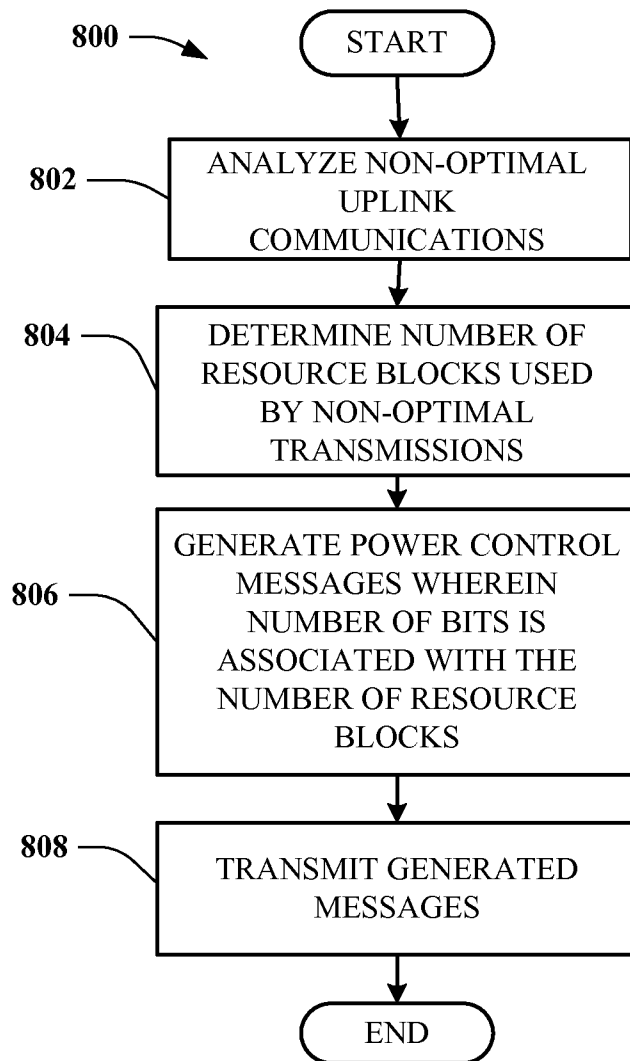 800
START
802
ANALYZE NON-OPTIMAL
UPLINK
COMMUNICATIONS
804
DETERMINE NUMBER OF
RESOURCE BLOCKS USED
BY NON-OPTIMAL
TRANSMISSIONS
806
GENERATE POWER CONTROL
MESSAGES WHEREIN
NUMBER OF BITS IS
ASSOCIATED WITH THE
NUMBER OF RESOURCE
BLOCKS
808
TRANSMIT GENERATED
MESSAGES
END